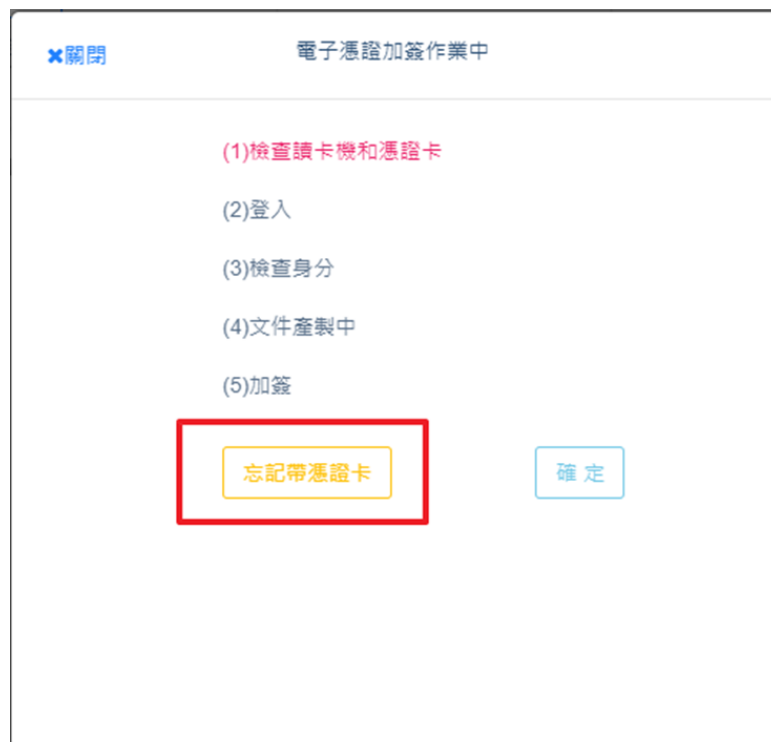 ✖關閉 電子憑證加簽作業中
(1)檢查讀卡機和憑證卡
(2)登入
(3)檢查身分
(4)文件產製中
(5)加簽
忘記帶憑證卡 確定